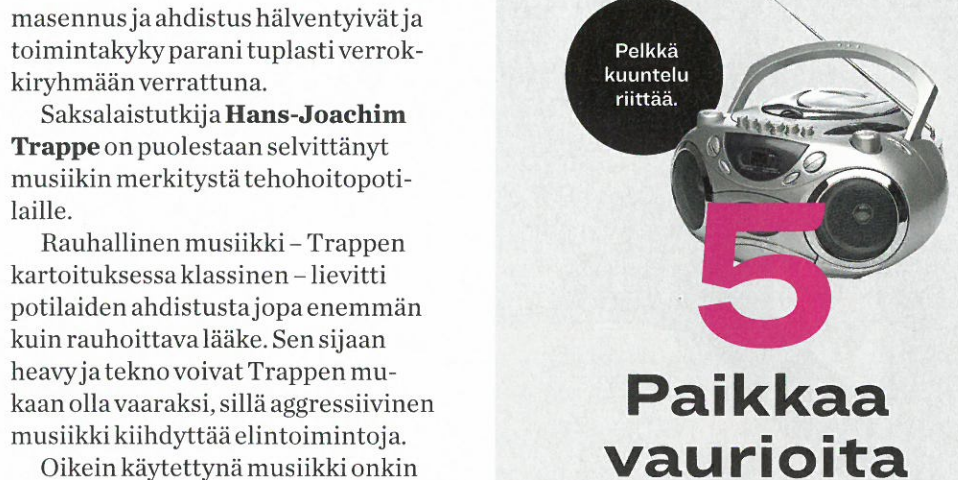 masennus ja ahdistus hälventyivät ja
toimintakyky parani tuplasti verrok-
kiryhmään verrattuna.
Saksalaistutkija Hans-Joachim
Trappe on puolestaan selvittänyt
musiikin merkitystä tehohoitopoti-
laille.
Rauhallinen musiikki – Trappen
kartoituksessa klassinen – lievitti
potilaiden ahdistusta jopa enemmän
kuin rauhoittava lääke. Sen sijaan
heavy ja tekno voivat Trappen mu-
kaan olla vaaraksi, sillä aggressiivinen
musiikki kiihdyttää elintoimintoja.
Oikein käytettynä musiikki onkin
Pelkkä
kuuntelu
riittää.
5
Paikkaa
vaurioita